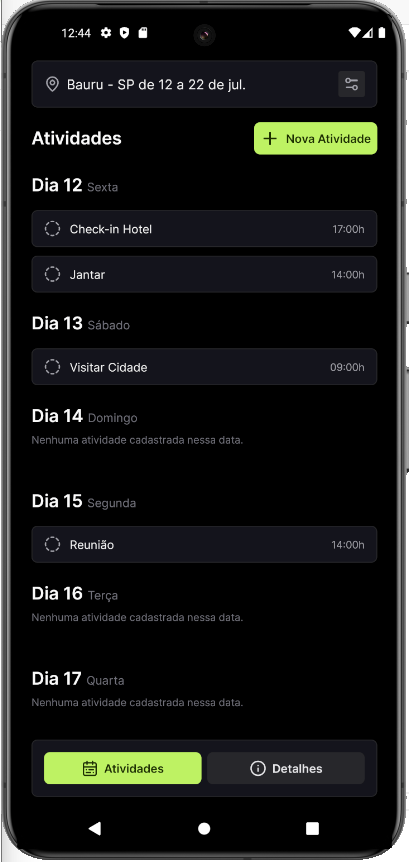 12:44
Bauru - SP de 12 a 22 de jul.
Atividades
Nova Atividade
Dia 12 Sexta
Check-in Hotel 17:00h
Jantar 14:00h
Dia 13 Sábado
Visitar Cidade 09:00h
Dia 14 Domingo
Nenhuma atividade cadastrada nessa data.
Dia 15 Segunda
Reunião 14:00h
Dia 16 Terça
Nenhuma atividade cadastrada nessa data.
Dia 17 Quarta
Nenhuma atividade cadastrada nessa data.
Atividades Detalhes